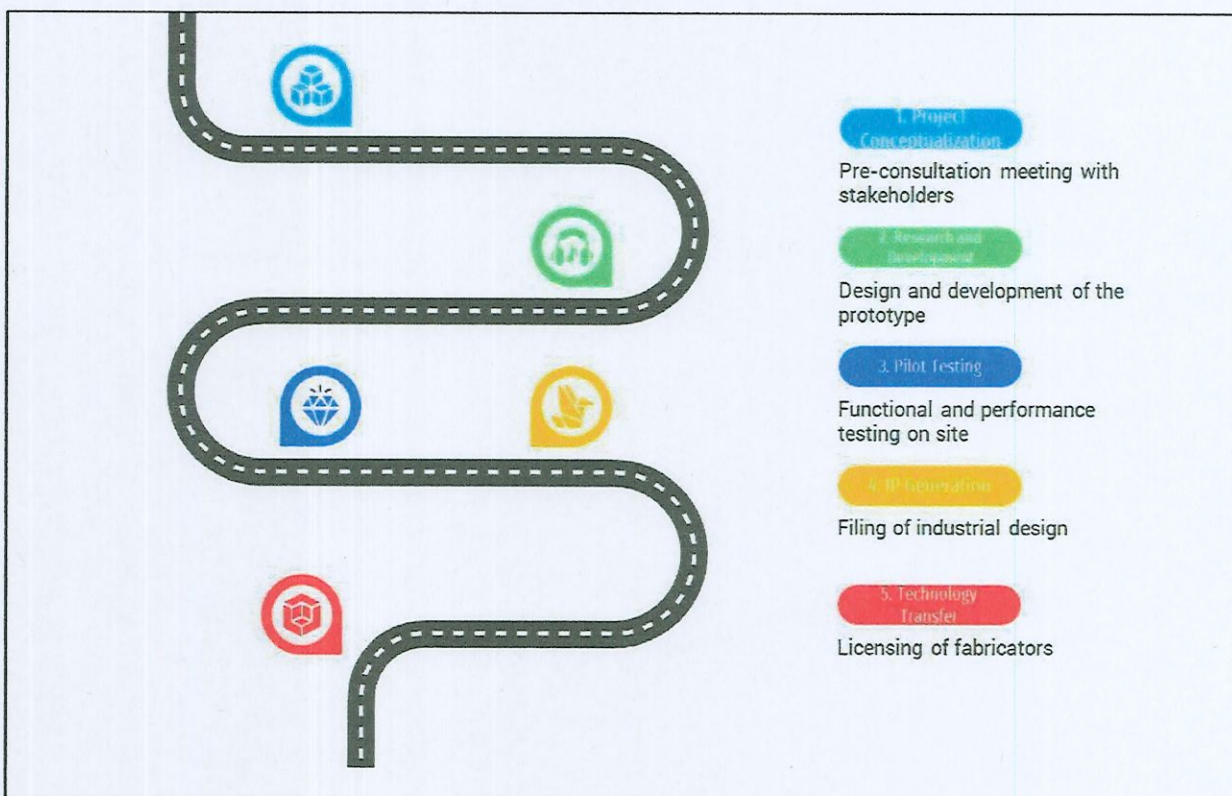 1. Project
Conceptualization
Pre-consultation meeting with
stakeholders
2. Research and
Development
Design and development of the
prototype
3. Pilot Testing
Functional and performance
testing on site
4. IP Generation
Filing of industrial design
5. Technology
Transfer
Licensing of fabricators